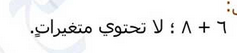 ٦ + ٨ ؛ لا تحتوي متغيراتٍ.